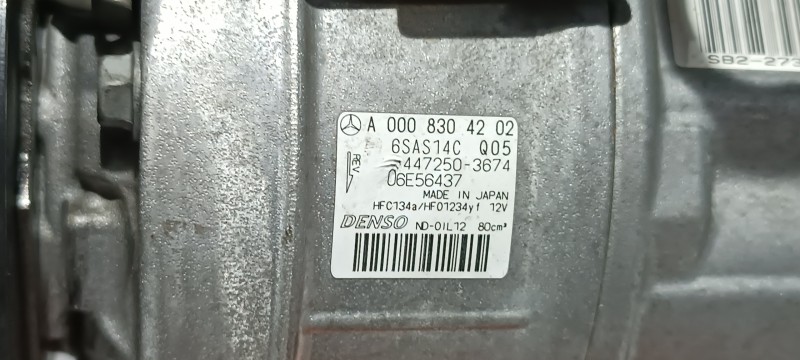 A 000 830 42 02
6SAS14C Q05
REV 447250-3674
06E56437
MADE IN JAPAN
HFC134a/HFO1234yf 12V
DENSO ND-OIL12 80cm³
SB2-273